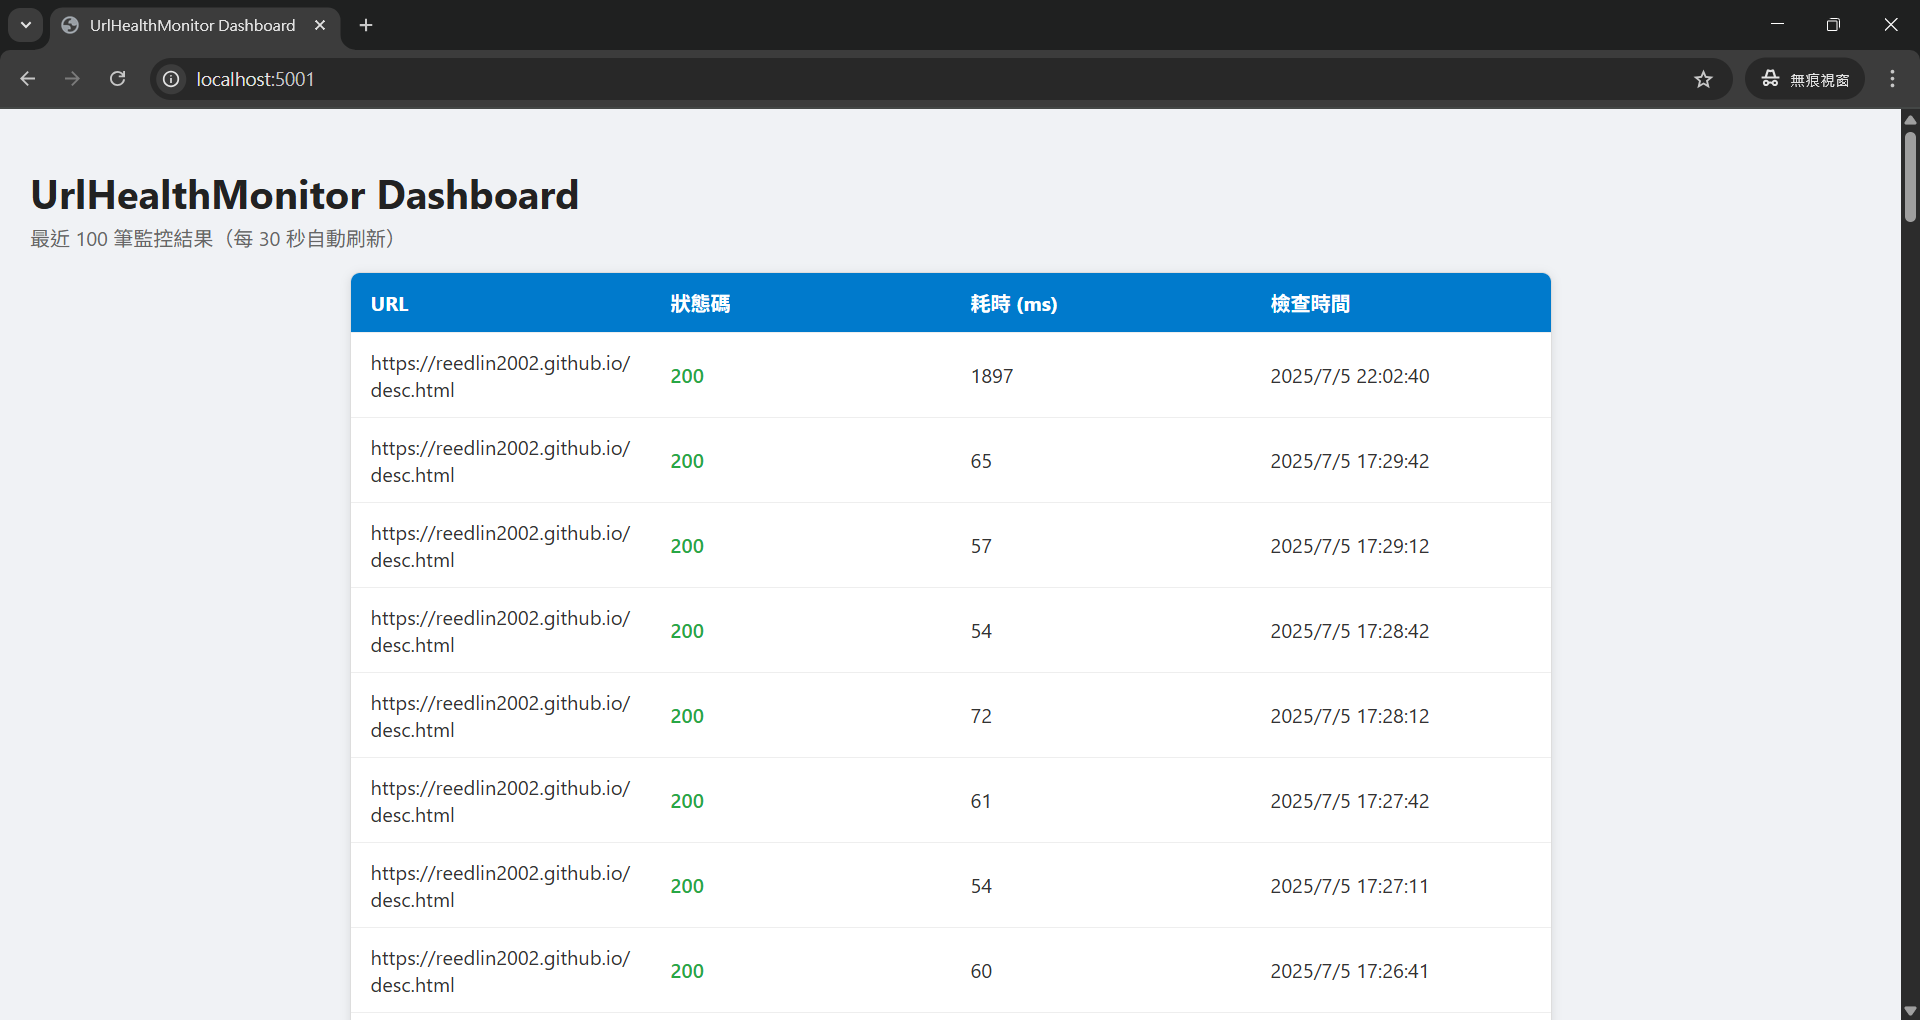 UrlHealthMonitor Dashboard
localhost:5001
無痕視窗
UrlHealthMonitor Dashboard
最近 100 筆監控結果（每 30 秒自動刷新）
URL 狀態碼 耗時 (ms) 檢查時間
https://reedlin2002.github.io/
desc.html
200 1897 2025/7/5 22:02:40
https://reedlin2002.github.io/
desc.html
200 65 2025/7/5 17:29:42
https://reedlin2002.github.io/
desc.html
200 57 2025/7/5 17:29:12
https://reedlin2002.github.io/
desc.html
200 54 2025/7/5 17:28:42
https://reedlin2002.github.io/
desc.html
200 72 2025/7/5 17:28:12
https://reedlin2002.github.io/
desc.html
200 61 2025/7/5 17:27:42
https://reedlin2002.github.io/
desc.html
200 54 2025/7/5 17:27:11
https://reedlin2002.github.io/
desc.html
200 60 2025/7/5 17:26:41